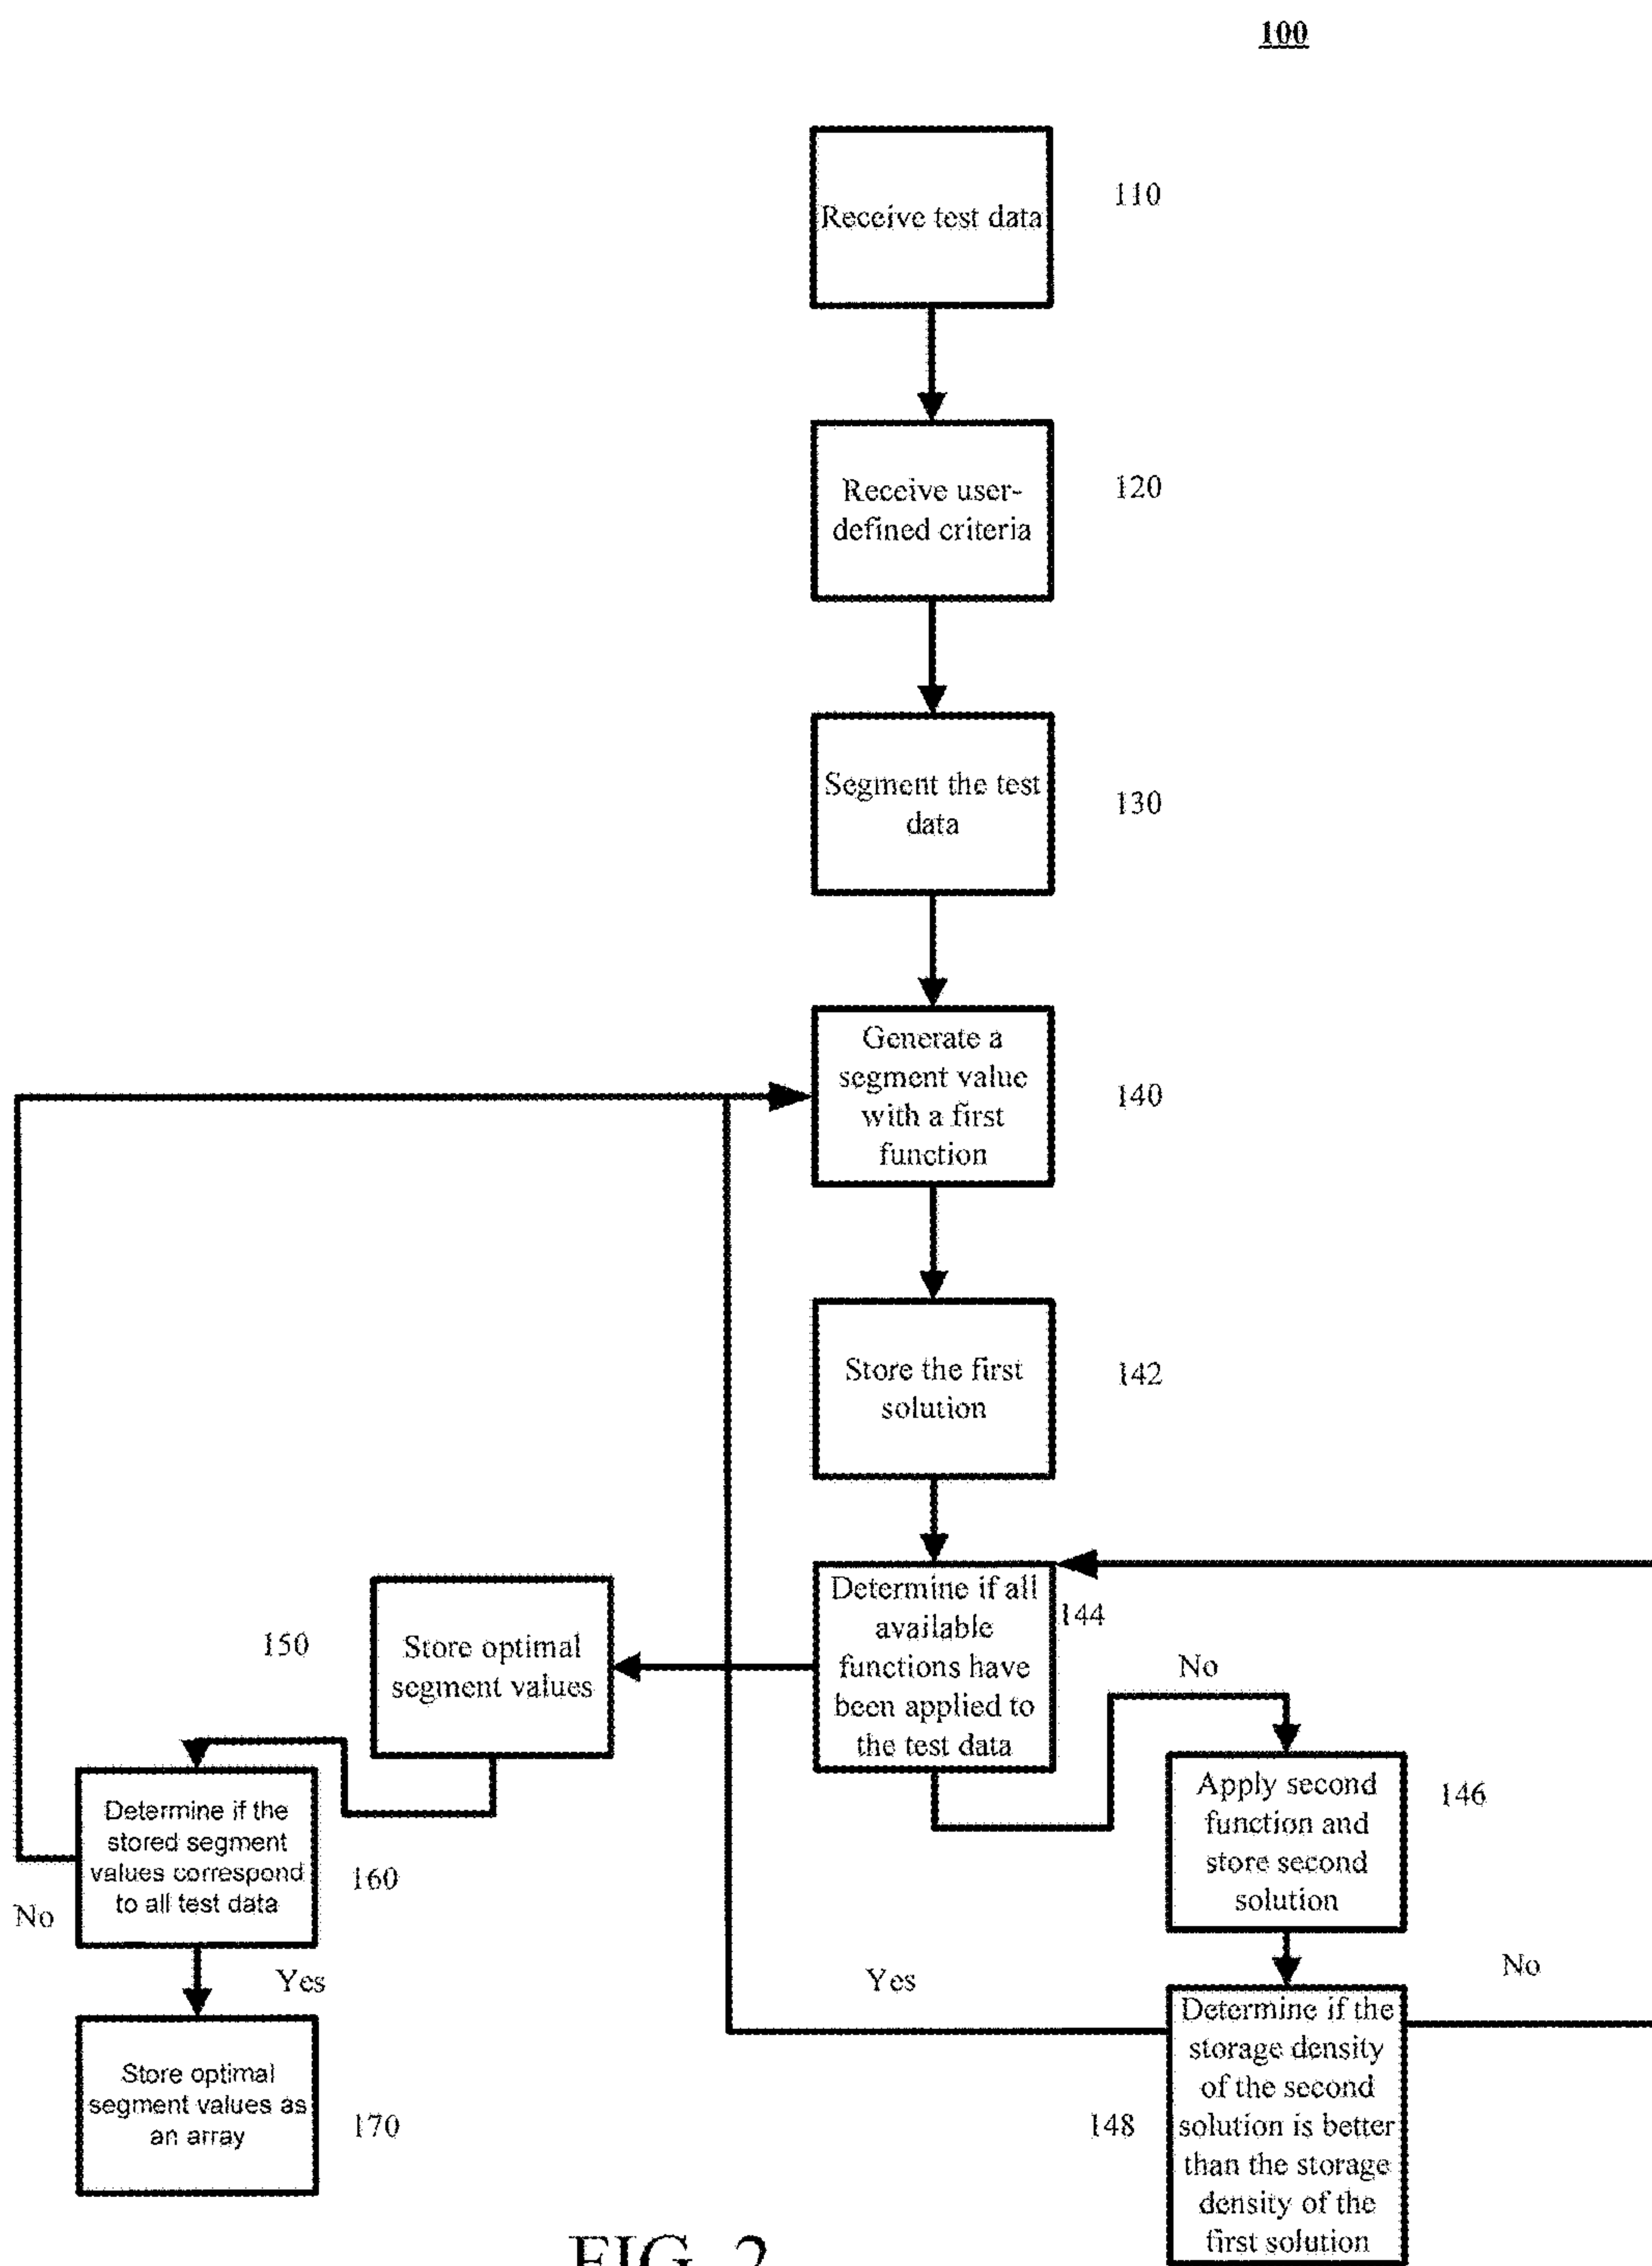 100
Receive test data
110
Receive user-
defined criteria
120
Segment the test
data
130
Generate a
segment value
with a first
function
140
Store the first
solution
142
Determine if all
available
functions have
been applied to
the test data
144
Store optimal
segment values
150
No
Apply second
function and
store second
solution
146
Determine if the
stored segment
values correspond
to all test data
160
No
Yes
Yes
No
Determine if the
storage density
of the second
solution is better
than the storage
density of the
first solution
148
Store optimal
segment values as
an array
170
FIG. 2